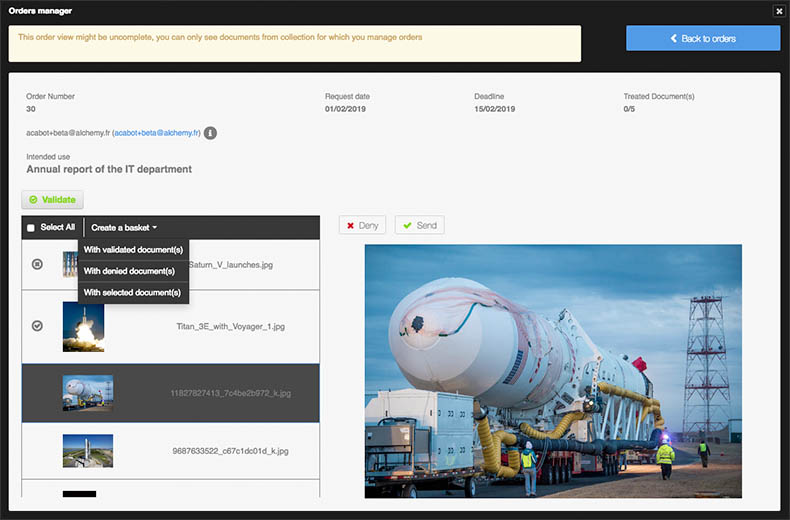 Orders manager
This order view might be uncomplete, you can only see documents from collection for which you manage orders
Back to orders
Order Number
Request date
Deadline
Treated Document(s)
30
01/02/2019
15/02/2019
0/5
acabot+beta@alchemy.fr (acabot+beta@alchemy.fr)
Intended use
Annual report of the IT department
Validate
Select All
Create a basket
Deny
Send
With validated document(s)
With denied document(s)
With selected document(s)
Saturn_V_launches.jpg
Titan_3E_with_Voyager_1.jpg
11827827413_7c4be2b972_k.jpg
9687633522_c67c1dc01d_k.jpg